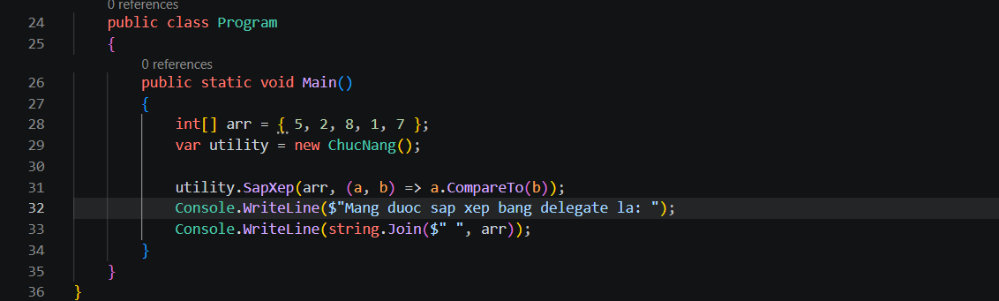 0 references
24 public class Program
25 {
0 references
26 public static void Main()
27 {
28 int[] arr = { 5, 2, 8, 1, 7 };
29 var utility = new ChucNang();
30
31 utility.SapXep(arr, (a, b) => a.CompareTo(b));
32 Console.WriteLine($"Mang duoc sap xep bang delegate la: ");
33 Console.WriteLine(string.Join($" ", arr));
34 }
35 }
36 }